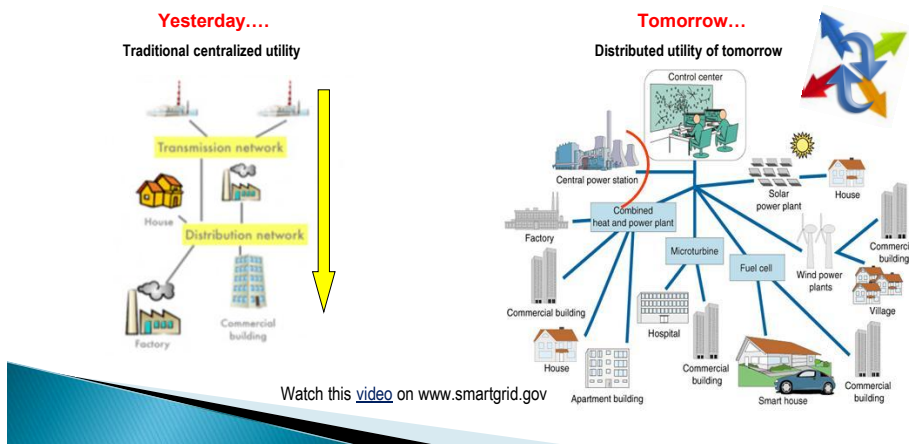 Yesterday….
Traditional centralized utility
Transmission network
House
Distribution network
Factory
Commercial
building
Tomorrow…
Distributed utility of tomorrow
Control center
Central power station
Solar
power plant
House
Factory
Combined
heat and power plant
Microturbine
Fuel cell
Wind power
plants
Commercial
building
Village
Commercial building
Hospital
House
Apartment building
Commercial
building
Smart house
Commercial
building
Watch this video on www.smartgrid.gov